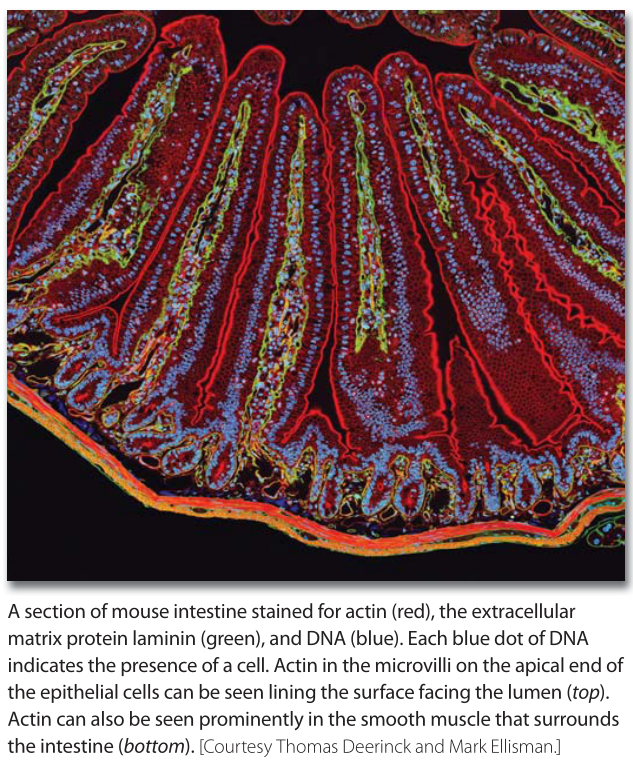 A section of mouse intestine stained for actin (red), the extracellular
matrix protein laminin (green), and DNA (blue). Each blue dot of DNA
indicates the presence of a cell. Actin in the microvilli on the apical end of
the epithelial cells can be seen lining the surface facing the lumen (top).
Actin can also be seen prominently in the smooth muscle that surrounds
the intestine (bottom). [Courtesy Thomas Deerinck and Mark Ellisman.]